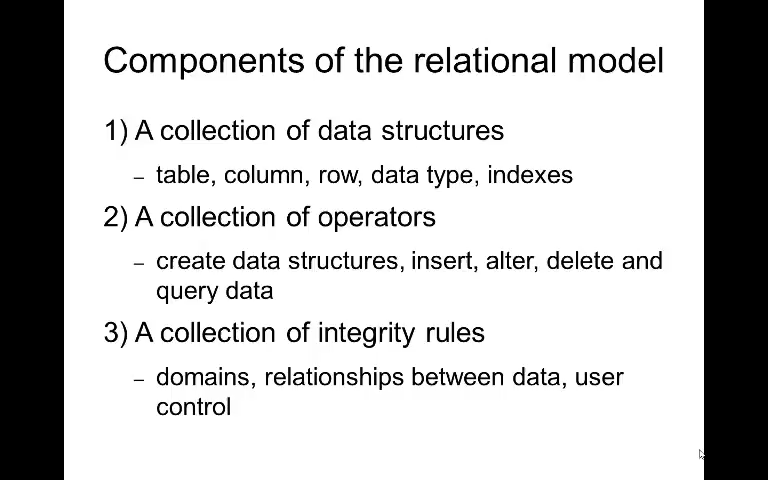 Components of the relational model
1) A collection of data structures
– table, column, row, data type, indexes
2) A collection of operators
– create data structures, insert, alter, delete and
query data
3) A collection of integrity rules
– domains, relationships between data, user
control